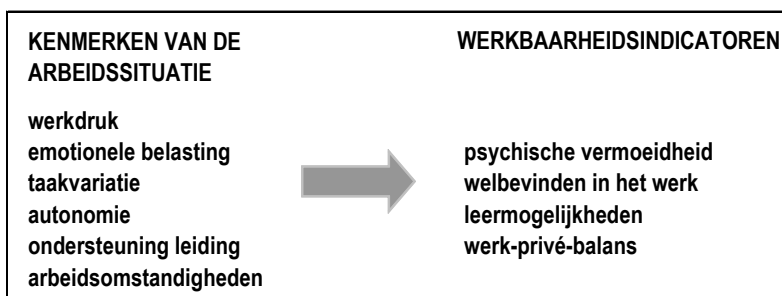 KENMERKEN VAN DE
ARBEIDSSITUATIE
werkdruk
emotionele belasting
taakvariatie
autonomie
ondersteuning leiding
arbeidsomstandigheden
WERKBAARHEIDSINDICATOREN
psychische vermoeidheid
welbevinden in het werk
leermogelijkheden
werk-privé-balans